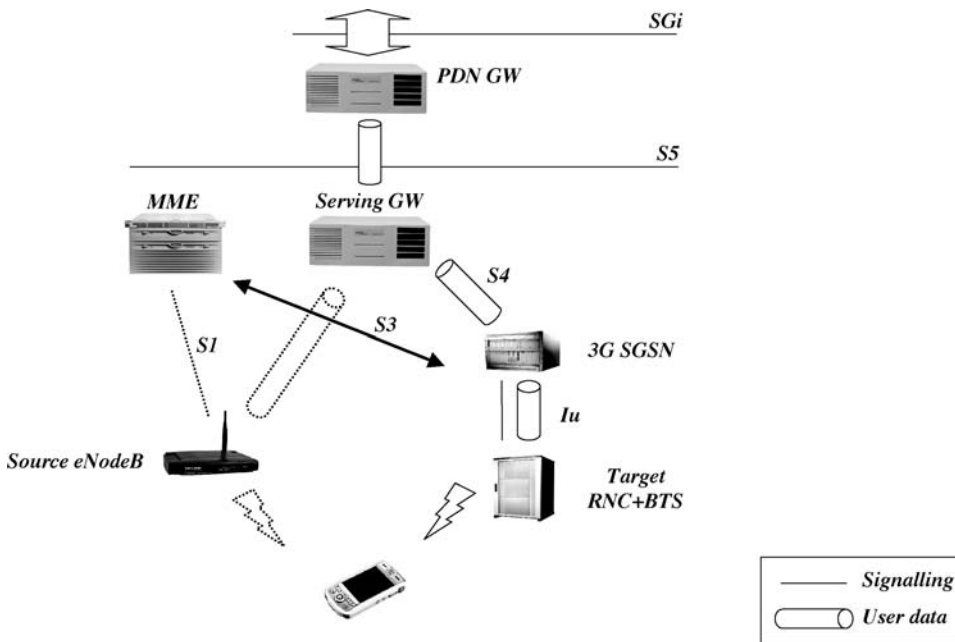 SGi
PDN GW
S5
MME
Serving GW
S4
S3
S1
3G SGSN
Iu
Source eNodeB
Target
RNC+BTS
Signalling
User data